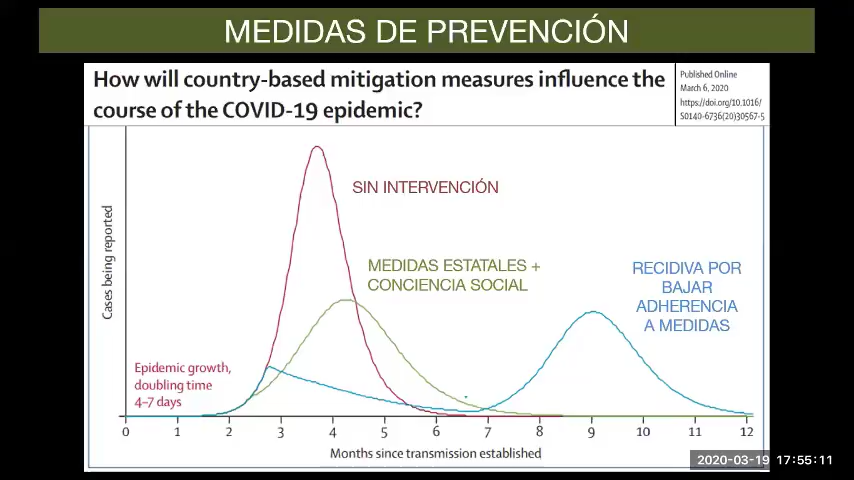 MEDIDAS DE PREVENCIÓN
How will country-based mitigation measures influence the
course of the COVID-19 epidemic?
Published Online
March 6, 2020
https://doi.org/10.1016/
S0140-6736(20)30567-5
Cases being reported
SIN INTERVENCIÓN
MEDIDAS ESTATALES +
CONCIENCIA SOCIAL
RECIDIVA POR
BAJAR
ADHERENCIA
A MEDIDAS
Epidemic growth,
doubling time
4–7 days
0 1 2 3 4 5 6 7 8 9 10 11 12
Months since transmission established
2020-03-19 17:55:11